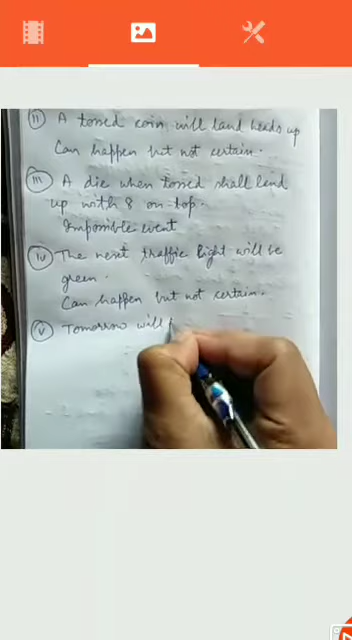 (ii) A tossed coin will land heads up
Can happen but not certain.
(iii) A die when tossed shall land
up with 8 on top.
Impossible event
(iv) The next traffic light will be
green.
Can happen but not certain.
(v) Tomorrow will